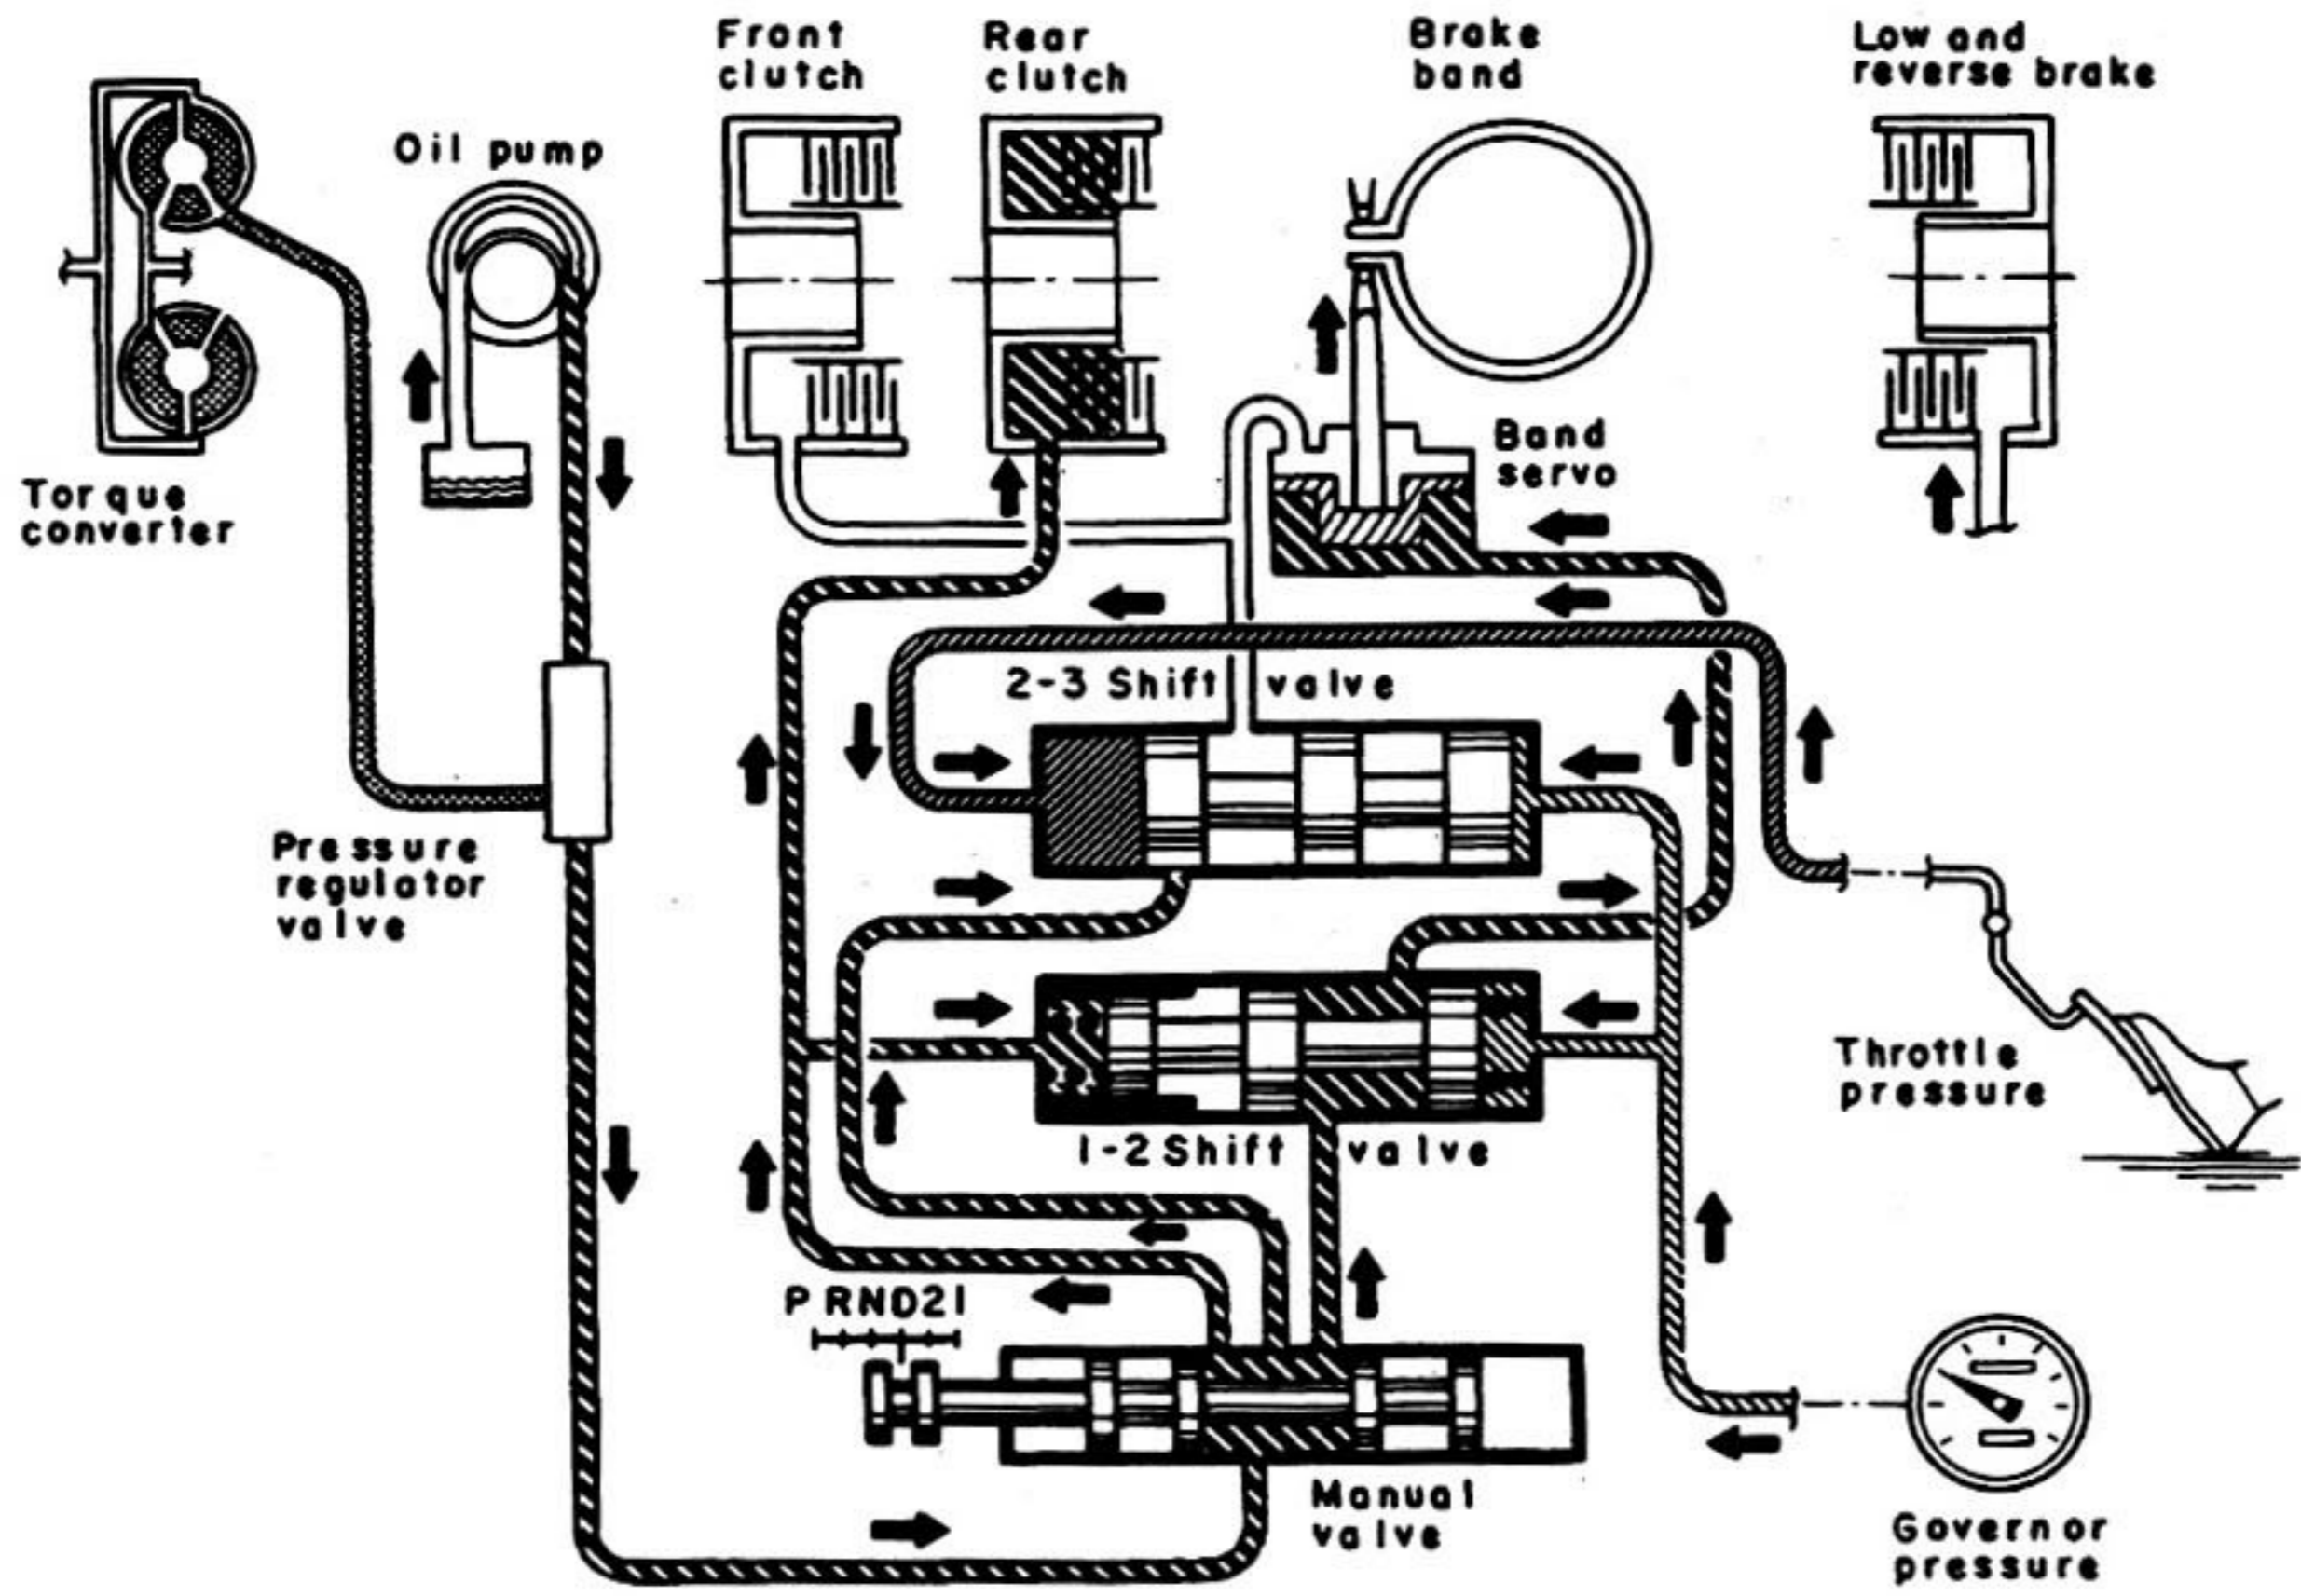 Front
clutch
Rear
clutch
Brake
band
Low and
reverse brake
Oil pump
Torque
converter
Band
servo
2-3 Shift valve
Pressure
regulator
valve
Throttle
pressure
1-2 Shift valve
PRND21
Manual
valve
Governor
pressure